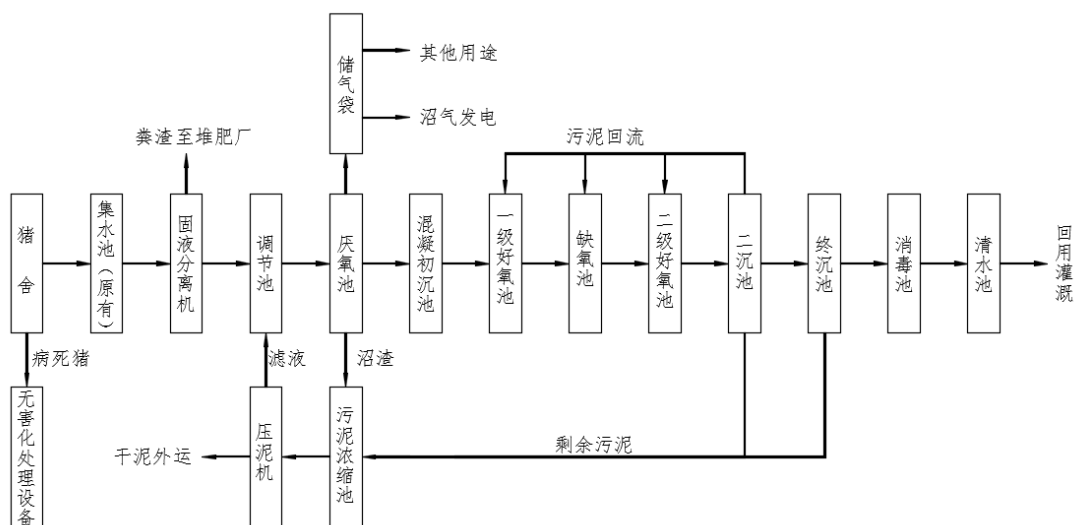 储气袋
其他用途
沼气发电
粪渣至堆肥厂
污泥回流
猪舍
集水池（原有）
固液分离机
调节池
厌氧池
混凝初沉池
一级好氧池
缺氧池
二级好氧池
二沉池
终沉池
消毒池
清水池
回用灌溉
病死猪
滤液
沼渣
无害化处理设备
干泥外运
压泥机
污泥浓缩池
剩余污泥